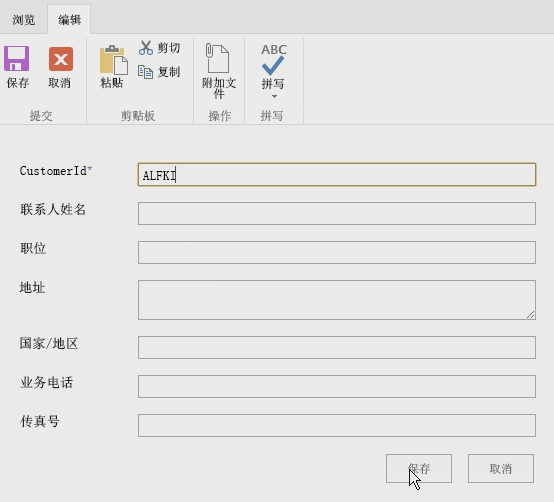 浏览 编辑
保存 取消 粘贴 剪切 复制 附加文件 ABC 拼写
提交 剪贴板 操作 拼写
CustomerId* ALFKI
联系人姓名
职位
地址
国家/地区
业务电话
传真号
保存 取消